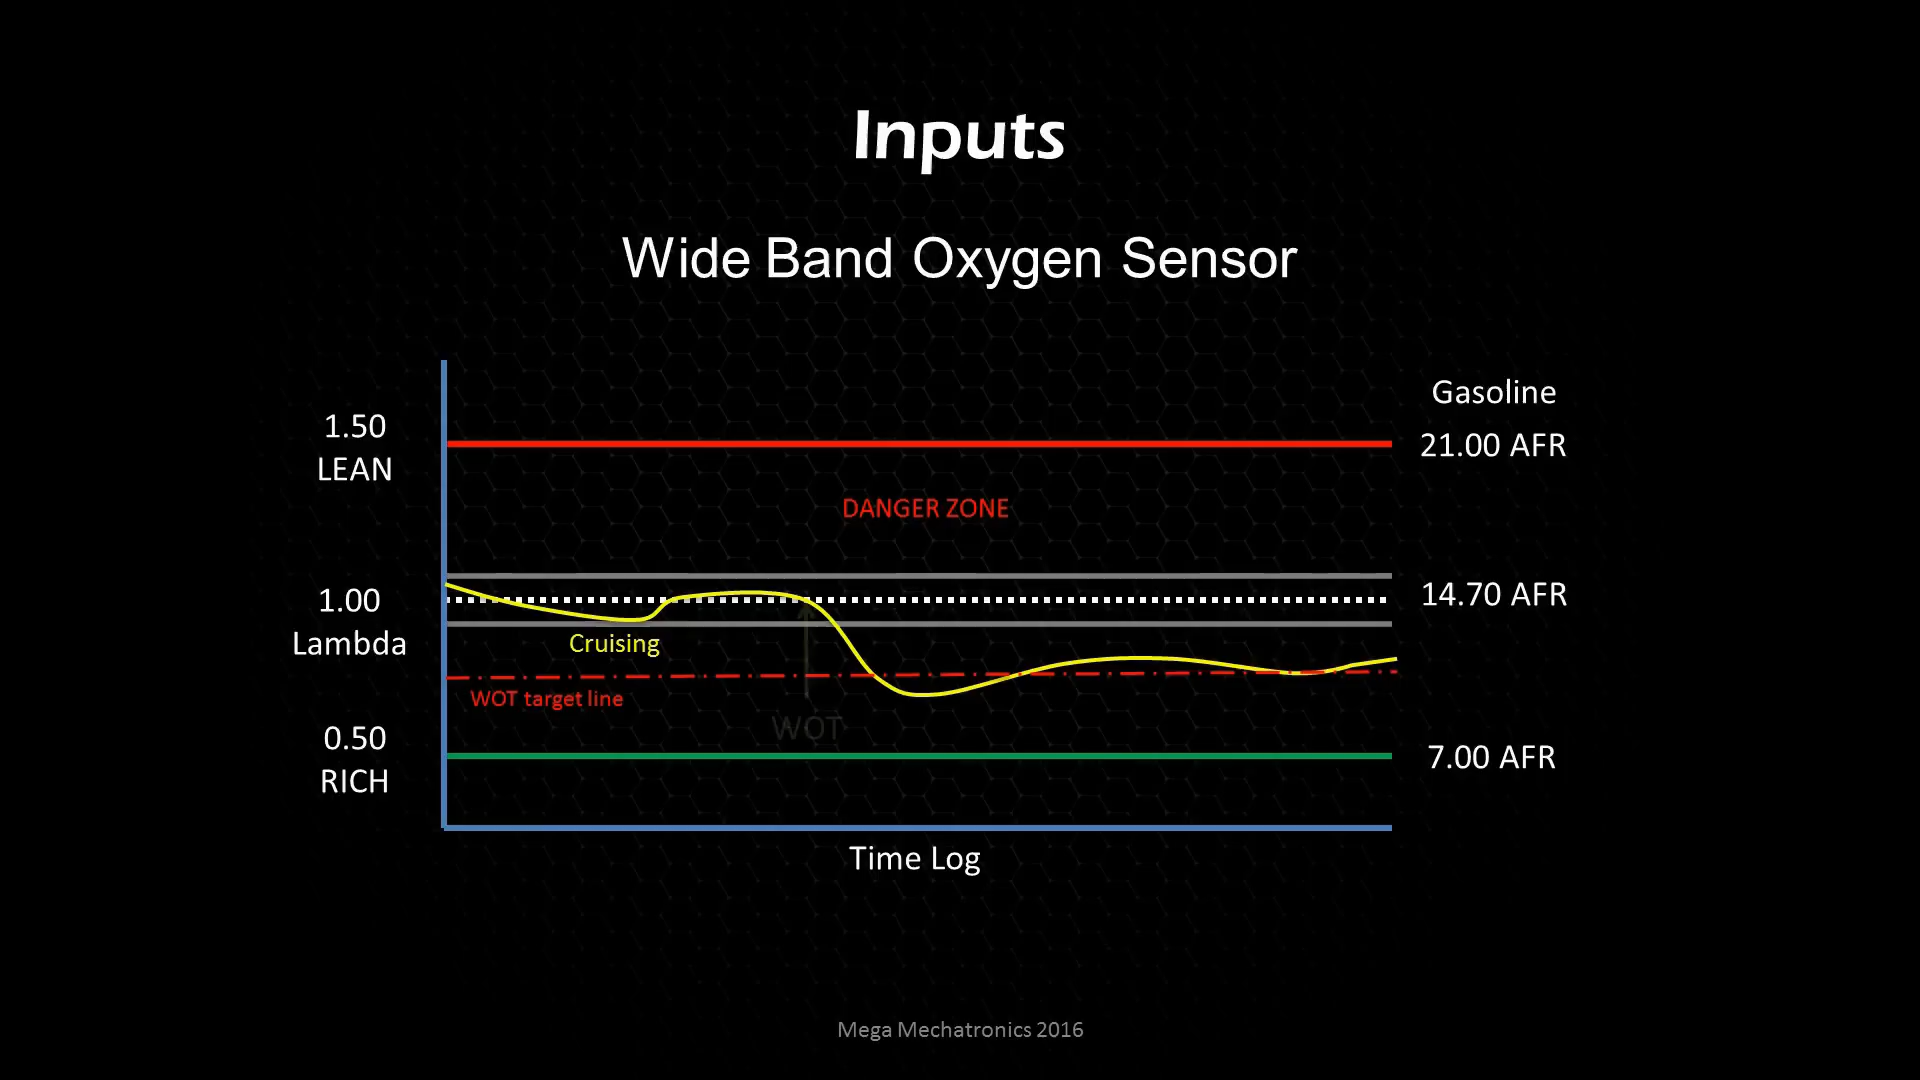 Inputs
Wide Band Oxygen Sensor
Gasoline
1.50
LEAN
21.00 AFR
DANGER ZONE
1.00
Lambda
14.70 AFR
Cruising
WOT target line
WOT
0.50
RICH
7.00 AFR
Time Log
Mega Mechatronics 2016